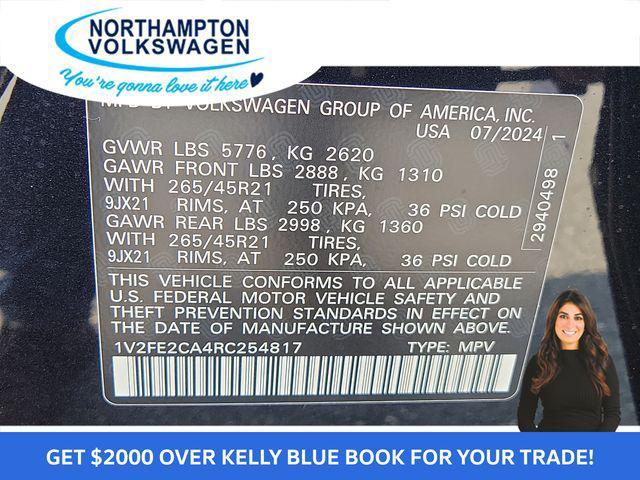 NORTHAMPTON
VOLKSWAGEN
You're gonna love it here
MFD BY VOLKSWAGEN GROUP OF AMERICA, INC.
USA 07/2024
GVWR LBS 5776, KG 2620
GAWR FRONT LBS 2888, KG 1310
WITH 265/45R21 TIRES,
9JX21 RIMS, AT 250 KPA, 36 PSI COLD
GAWR REAR LBS 2998, KG 1360
WITH 265/45R21 TIRES,
9JX21 RIMS, AT 250 KPA, 36 PSI COLD
THIS VEHICLE CONFORMS TO ALL APPLICABLE
U.S. FEDERAL MOTOR VEHICLE SAFETY AND
THEFT PREVENTION STANDARDS IN EFFECT ON
THE DATE OF MANUFACTURE SHOWN ABOVE.
1V2FE2CA4RC254817 TYPE: MPV
2940498 1
GET $2000 OVER KELLY BLUE BOOK FOR YOUR TRADE!